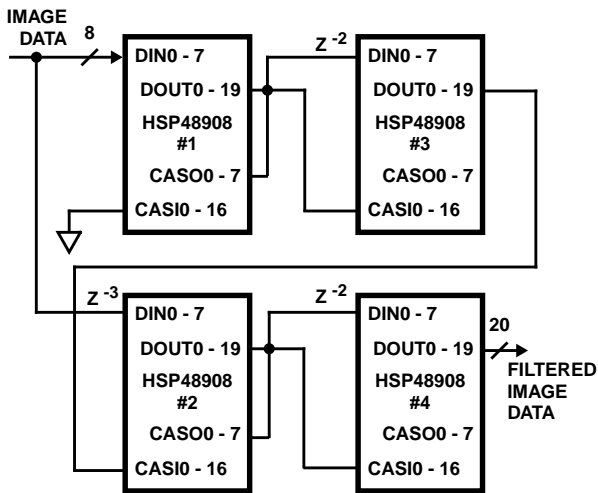 IMAGE
DATA
8
DIN0 - 7
DOUT0 - 19
HSP48908
#1
CASO0 - 7
CASI0 - 16
Z -2
DIN0 - 7
DOUT0 - 19
HSP48908
#3
CASO0 - 7
CASI0 - 16
Z -3
DIN0 - 7
DOUT0 - 19
HSP48908
#2
CASO0 - 7
CASI0 - 16
Z -2
DIN0 - 7
DOUT0 - 19
HSP48908
#4
CASO0 - 7
CASI0 - 16
20
FILTERED
IMAGE
DATA